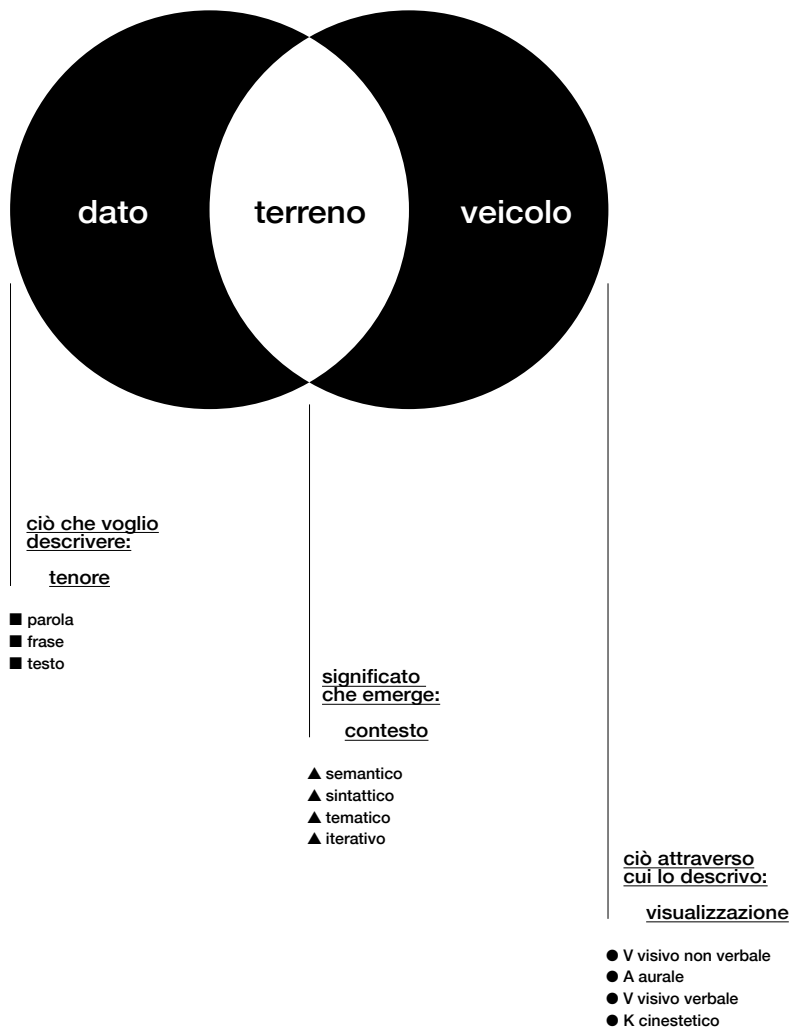 dato
terreno
veicolo
ciò che voglio
descrivere:
tenore
■ parola
■ frase
■ testo
significato
che emerge:
contesto
▲ semantico
▲ sintattico
▲ tematico
▲ iterativo
ciò attraverso
cui lo descrivo:
visualizzazione
● V visivo non verbale
● A aurale
● V visivo verbale
● K cinestetico